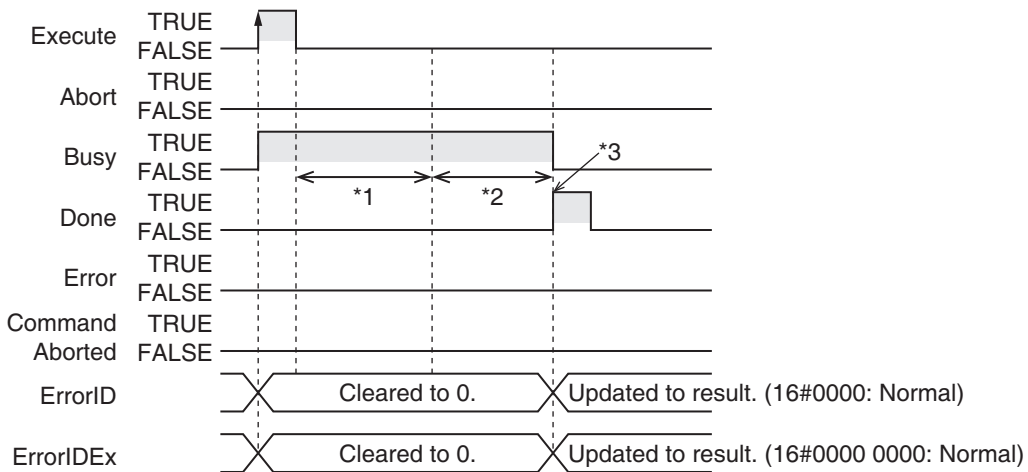 Execute TRUE
FALSE
Abort TRUE
FALSE
Busy TRUE
FALSE
*1 *2 *3
Done TRUE
FALSE
Error TRUE
FALSE
Command TRUE
Aborted FALSE
ErrorID Cleared to 0. Updated to result. (16#0000: Normal)
ErrorIDEx Cleared to 0. Updated to result. (16#0000 0000: Normal)